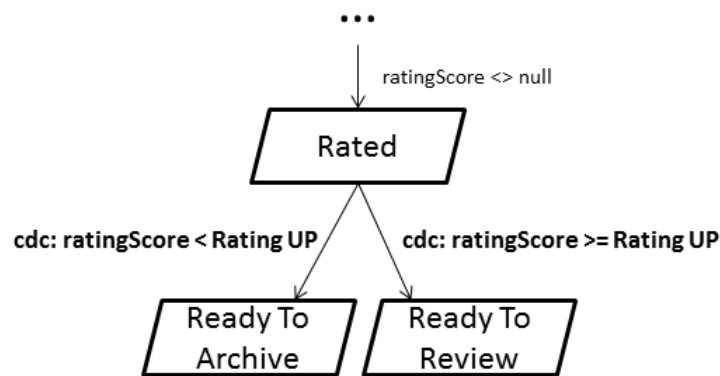 ...
ratingScore <> null
Rated
cdc: ratingScore < Rating UP
cdc: ratingScore >= Rating UP
Ready To
Archive
Ready To
Review